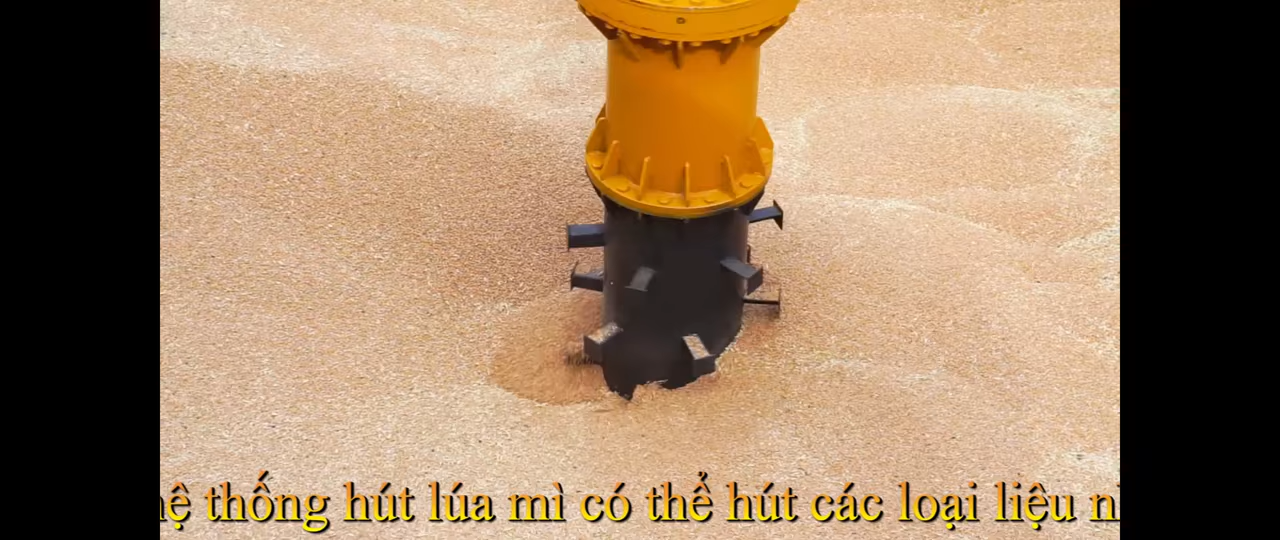 hệ thống hút lúa mì có thể hút các loại liệu